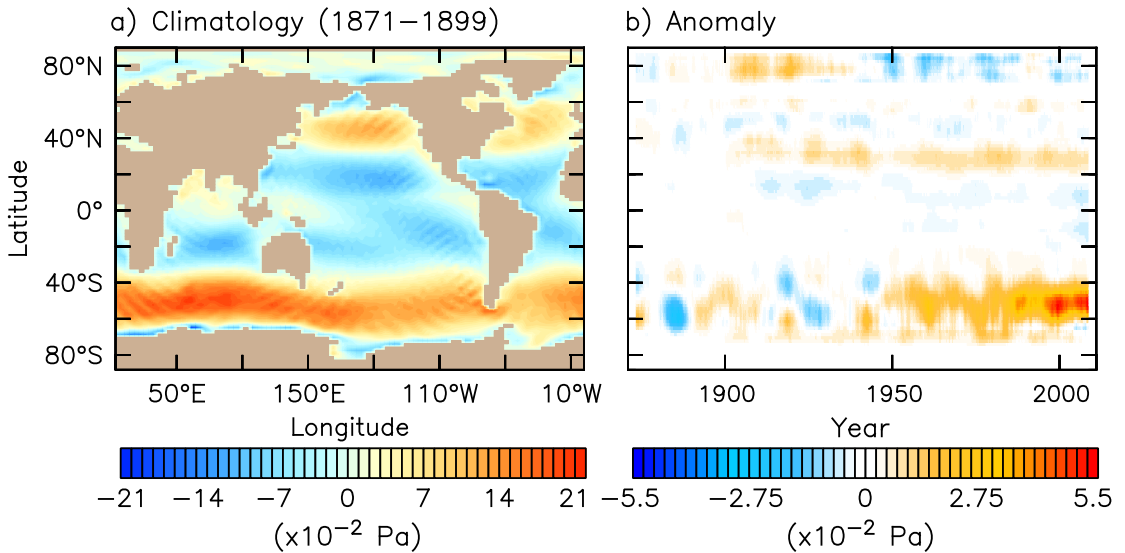 a) Climatology (1871−1899)
b) Anomaly
80°N
40°N
0°
40°S
80°S
Latitude
50°E 150°E 110°W 10°W
Longitude
1900 1950 2000
Year
−21 −14 −7 0 7 14 21
(x10⁻² Pa)
−5.5 −2.75 0 2.75 5.5
(x10⁻² Pa)